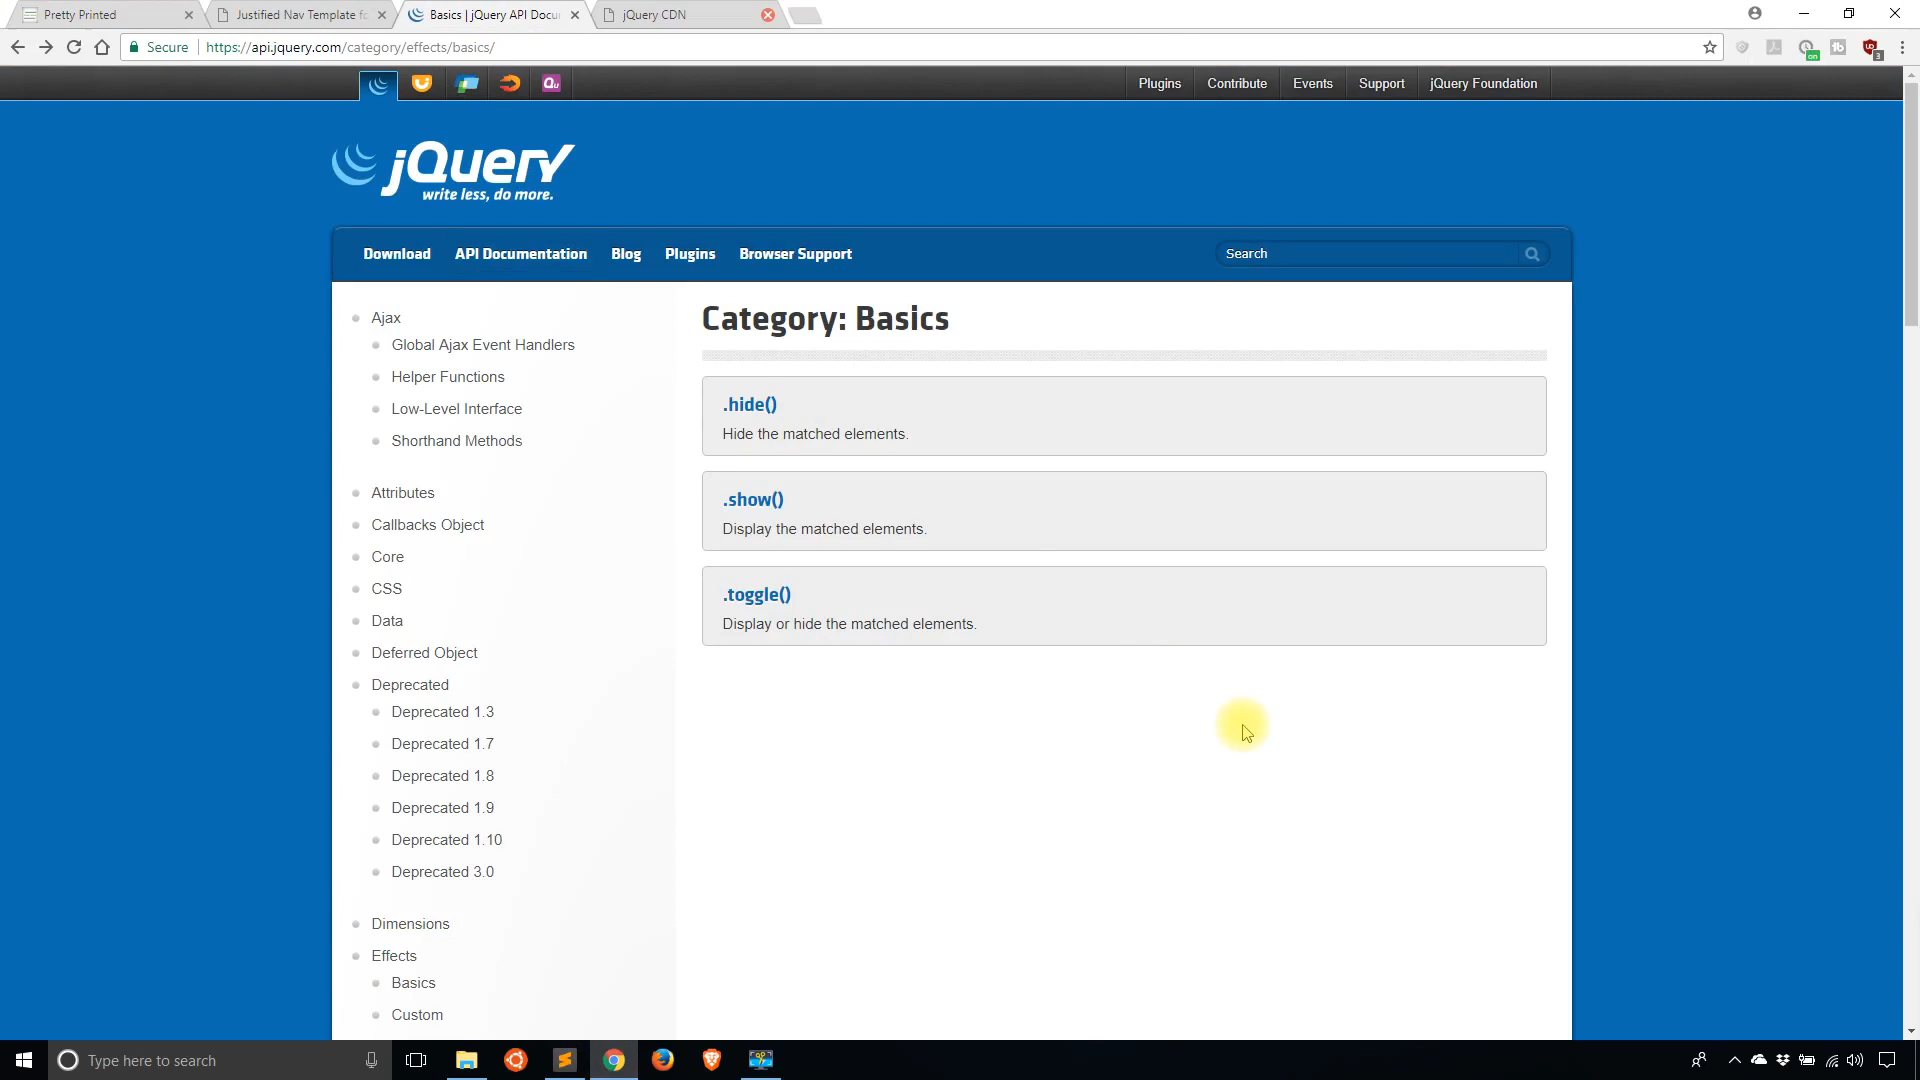 Pretty Printed
Justified Nav Template fo
Basics | jQuery API Docu
jQuery CDN
Secure
https://api.jquery.com/category/effects/basics/
on
3
Qu
Plugins
Contribute
Events
Support
jQuery Foundation
jQuery
write less, do more.
Download
API Documentation
Blog
Plugins
Browser Support
Search
Ajax
Global Ajax Event Handlers
Helper Functions
Low-Level Interface
Shorthand Methods
Attributes
Callbacks Object
Core
CSS
Data
Deferred Object
Deprecated
Deprecated 1.3
Deprecated 1.7
Deprecated 1.8
Deprecated 1.9
Deprecated 1.10
Deprecated 3.0
Dimensions
Effects
Basics
Custom
Category: Basics
.hide()
Hide the matched elements.
.show()
Display the matched elements.
.toggle()
Display or hide the matched elements.
Type here to search